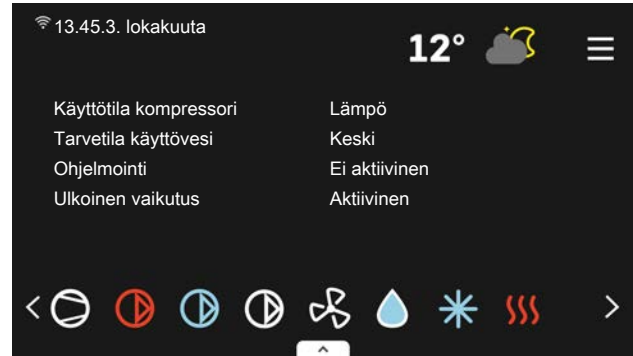 13.45.3. lokakuuta
12°
Käyttötila kompressori Lämpö
Tarvetila käyttövesi Keski
Ohjelmointi Ei aktiivinen
Ulkoinen vaikutus Aktiivinen